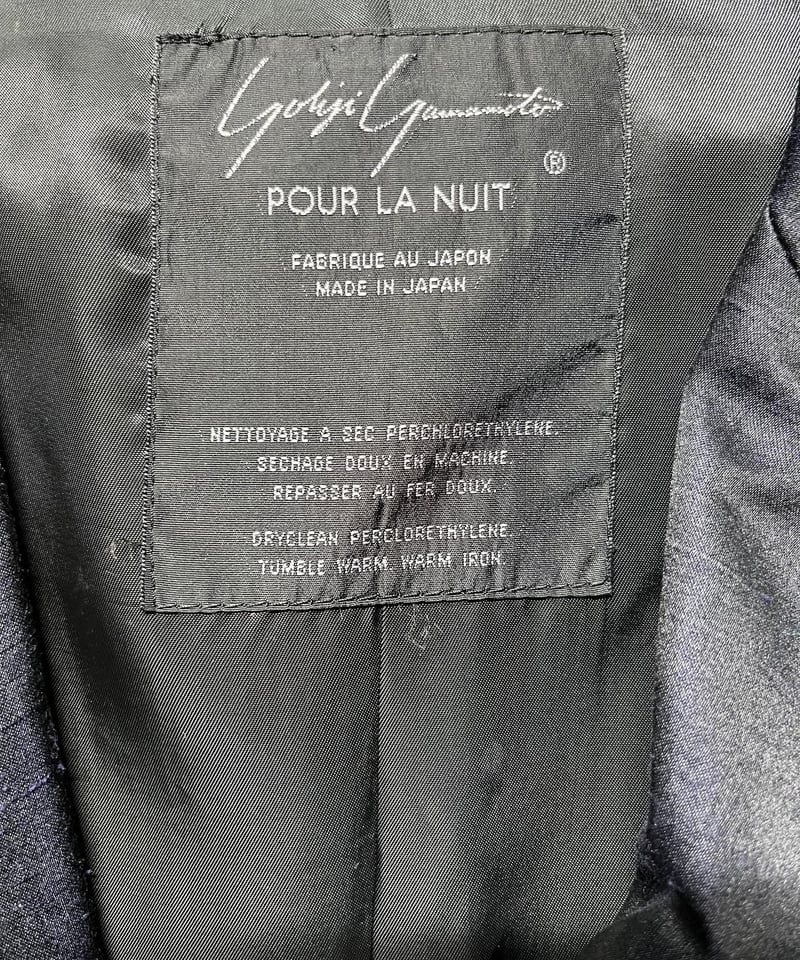 Yohji Yamamoto
®
POUR LA NUIT
FABRIQUE AU JAPON
MADE IN JAPAN
NETTOYAGE A SEC PERCHLORETHYLENE.
SECHAGE DOUX EN MACHINE.
REPASSER AU FER DOUX.
DRYCLEAN PERCLORETHYLENE.
TUMBLE WARM. WARM IRON.